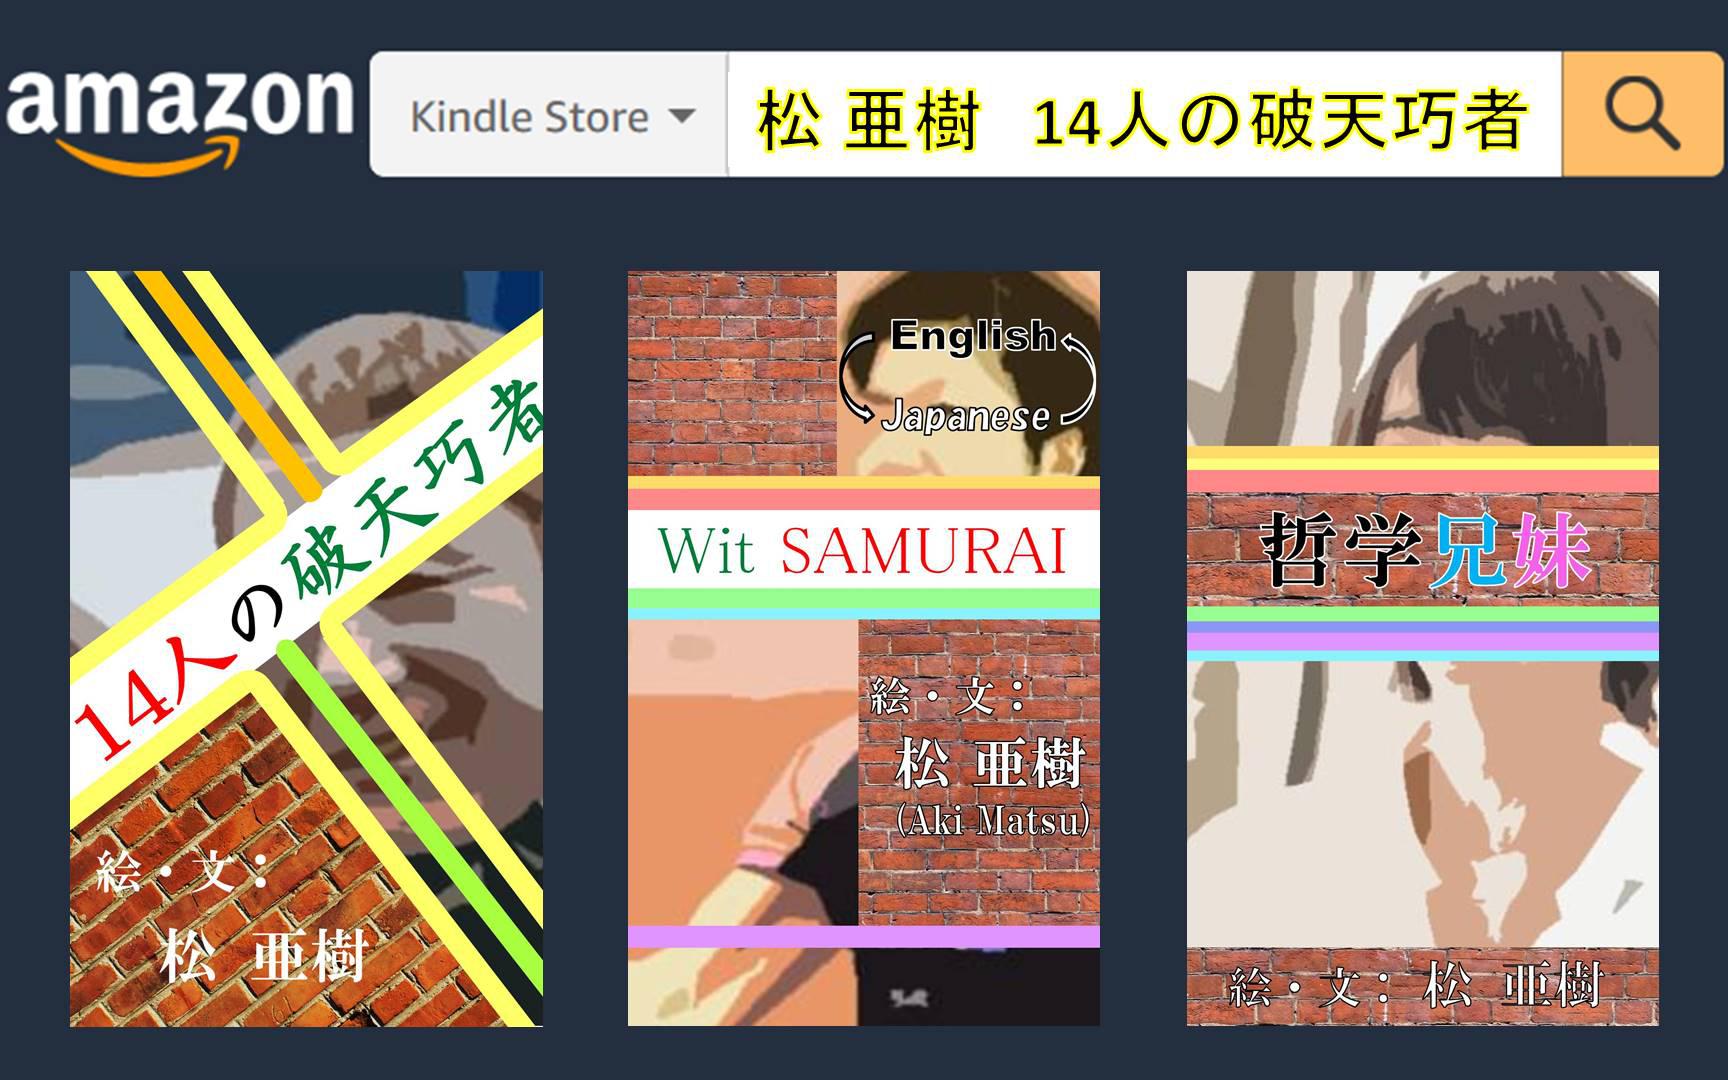 amazon
Kindle Store
松 亜樹 14人の破天巧者
14人の破天巧者
絵・文：
松 亜樹
English
Japanese
Wit SAMURAI
絵・文：
松 亜樹
(Aki Matsu)
哲学兄妹
絵・文：松 亜樹